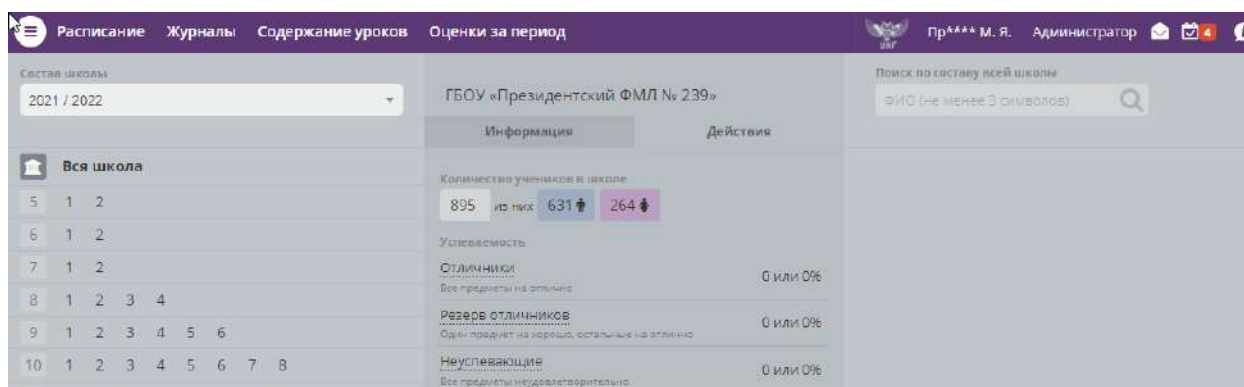 Расписание Журналы Содержание уроков Оценки за период Пр**** М. Я. Администратор 4
Состав школы
2021 / 2022
Вся школа
5 1 2
6 1 2
7 1 2
8 1 2 3 4
9 1 2 3 4 5 6
10 1 2 3 4 5 6 7 8
ГБОУ «Президентский ФМЛ № 239»
Информация Действия
Количество учеников в школе
895 из них 631 264
Успеваемость
Отличники 0 или 0%
Все предметы на отлично
Резерв отличников 0 или 0%
Один предмет на хорошо, остальные на отлично
Неуспевающие 0 или 0%
Все предметы неудовлетворительно
Поиск по составу всей школы
ФИО (не менее 3 символов)